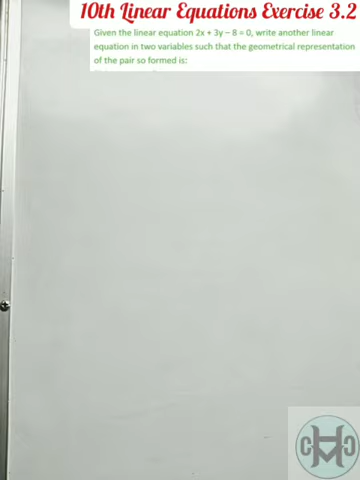 10th Linear Equations Exercise 3.2
Given the linear equation 2x + 3y – 8 = 0, write another linear
equation in two variables such that the geometrical representation
of the pair so formed is: